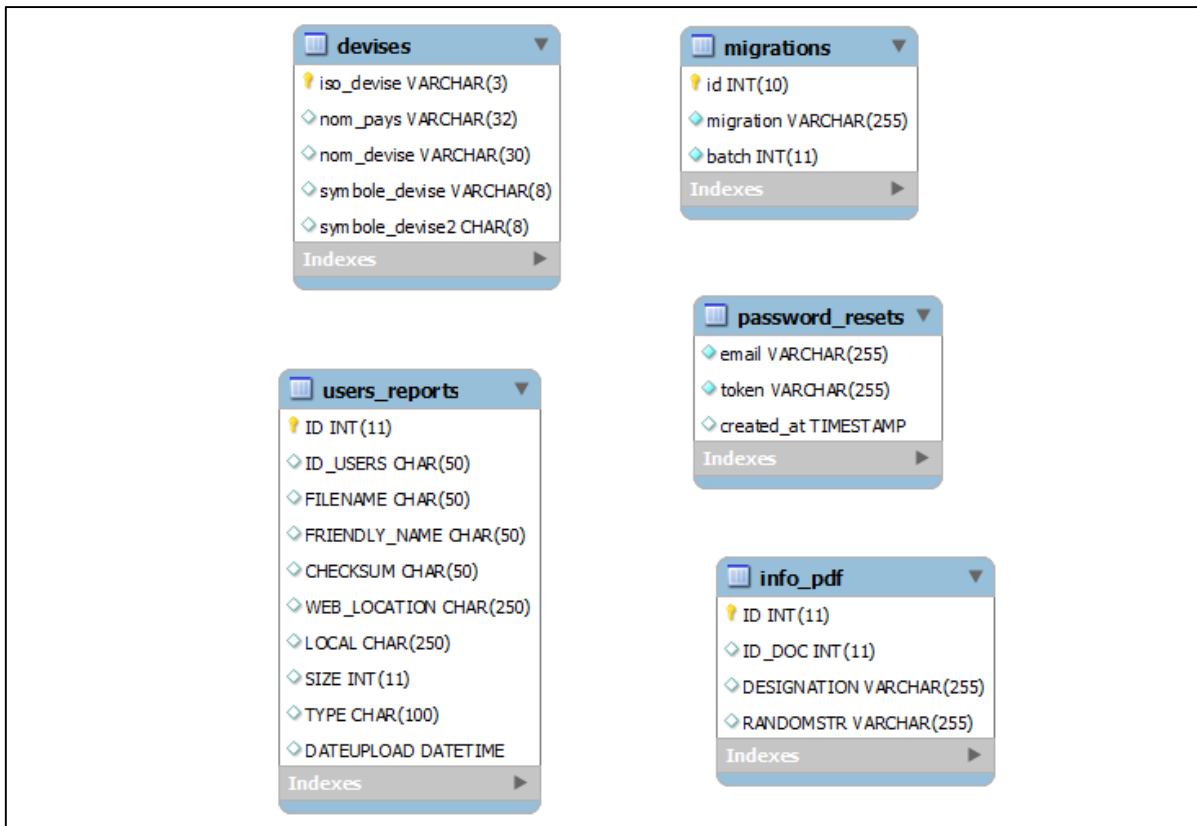 devises
iso_devise VARCHAR(3)
nom_pays VARCHAR(32)
nom_devise VARCHAR(30)
symbole_devise VARCHAR(8)
symbole_devise2 CHAR(8)
Indexes
migrations
id INT(10)
migration VARCHAR(255)
batch INT(11)
Indexes
password_resets
email VARCHAR(255)
token VARCHAR(255)
created_at TIMESTAMP
Indexes
users_reports
ID INT(11)
ID_USERS CHAR(50)
FILENAME CHAR(50)
FRIENDLY_NAME CHAR(50)
CHECKSUM CHAR(50)
WEB_LOCATION CHAR(250)
LOCAL CHAR(250)
SIZE INT(11)
TYPE CHAR(100)
DATEUPLOAD DATETIME
Indexes
info_pdf
ID INT(11)
ID_DOC INT(11)
DESIGNATION VARCHAR(255)
RANDOMSTR VARCHAR(255)
Indexes